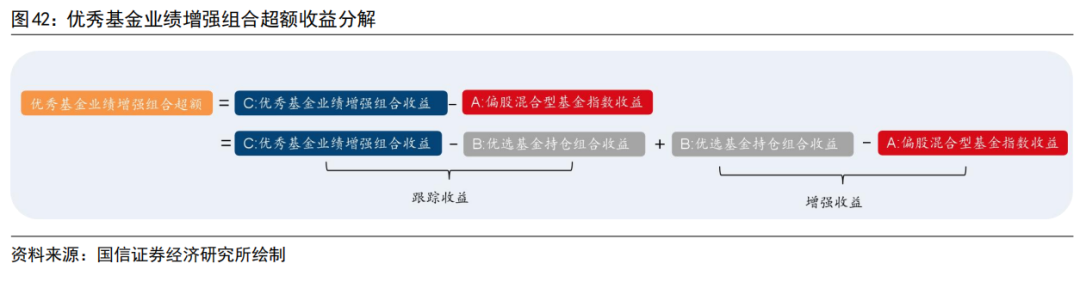 图42：优秀基金业绩增强组合超额收益分解
优秀基金业绩增强组合超额 = C:优秀基金业绩增强组合收益 − A:偏股混合型基金指数收益
= C:优秀基金业绩增强组合收益 − B:优选基金持仓组合收益 + B:优选基金持仓组合收益 − A:偏股混合型基金指数收益
跟踪收益 增强收益
资料来源：国信证券经济研究所绘制